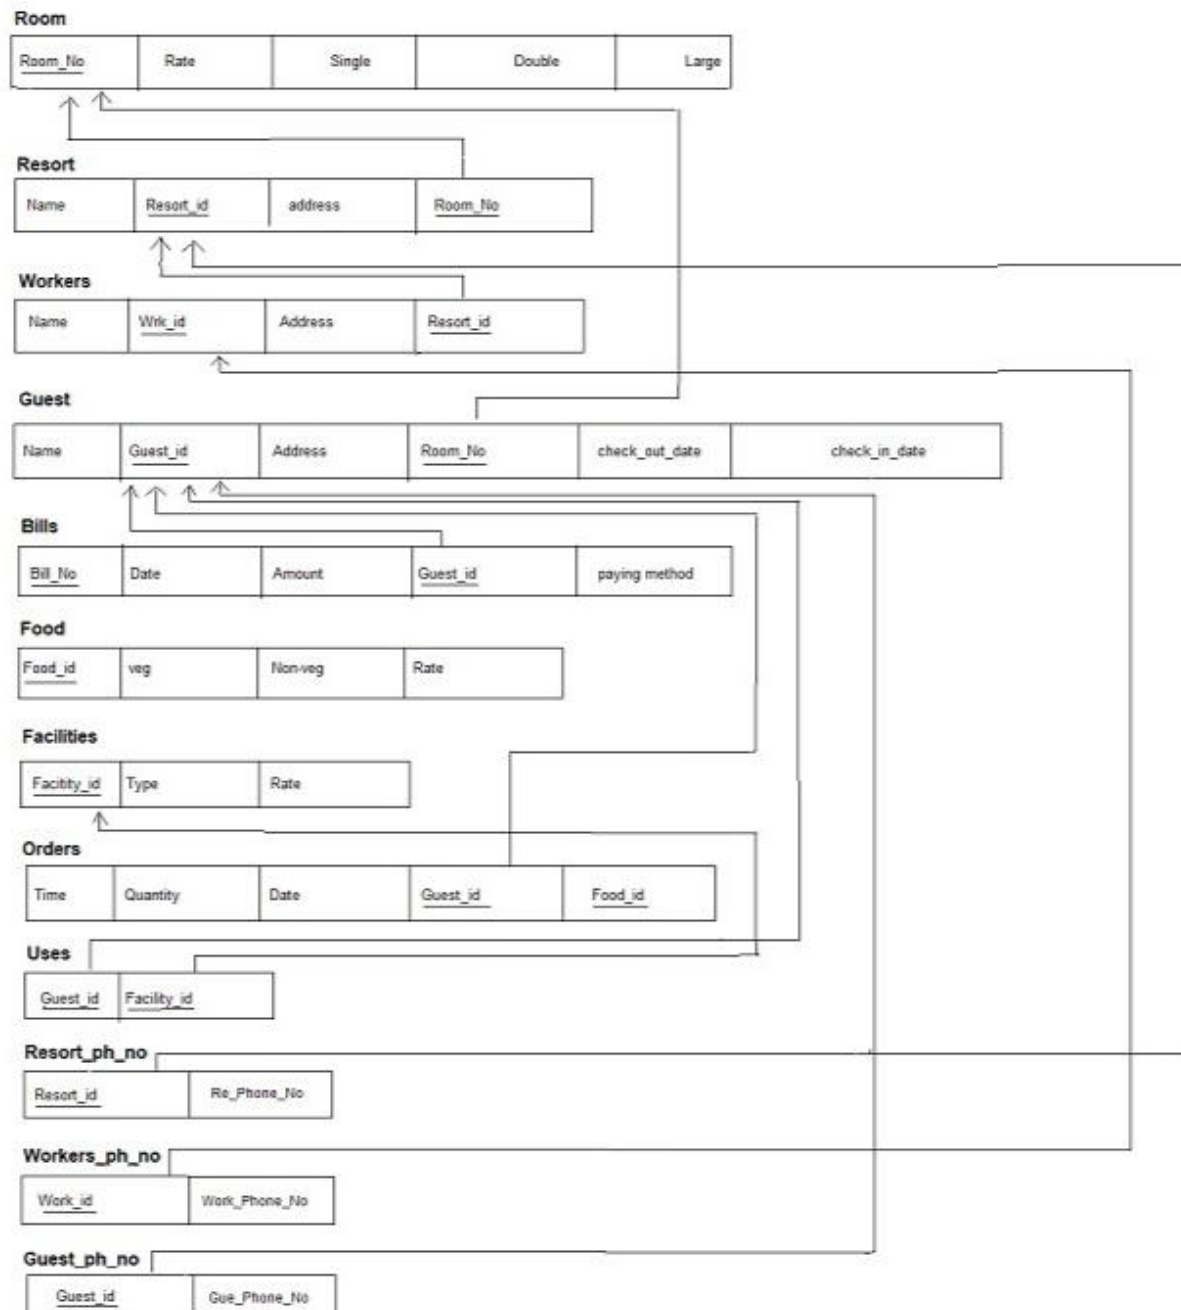 Room
Room_No Rate Single Double Large
Resort
Name Resort_id address Room_No
Workers
Name Wrk_id Address Resort_id
Guest
Name Guest_id Address Room_No check_out_date check_in_date
Bills
Bill_No Date Amount Guest_id paying method
Food
Food_id veg Non-veg Rate
Facilities
Facitity_id Type Rate
Orders
Time Quantity Date Guest_id Food_id
Uses
Guest_id Facility_id
Resort_ph_no
Resort_id Re_Phone_No
Workers_ph_no
Work_id Work_Phone_No
Guest_ph_no
Guest_id Gue_Phone_No